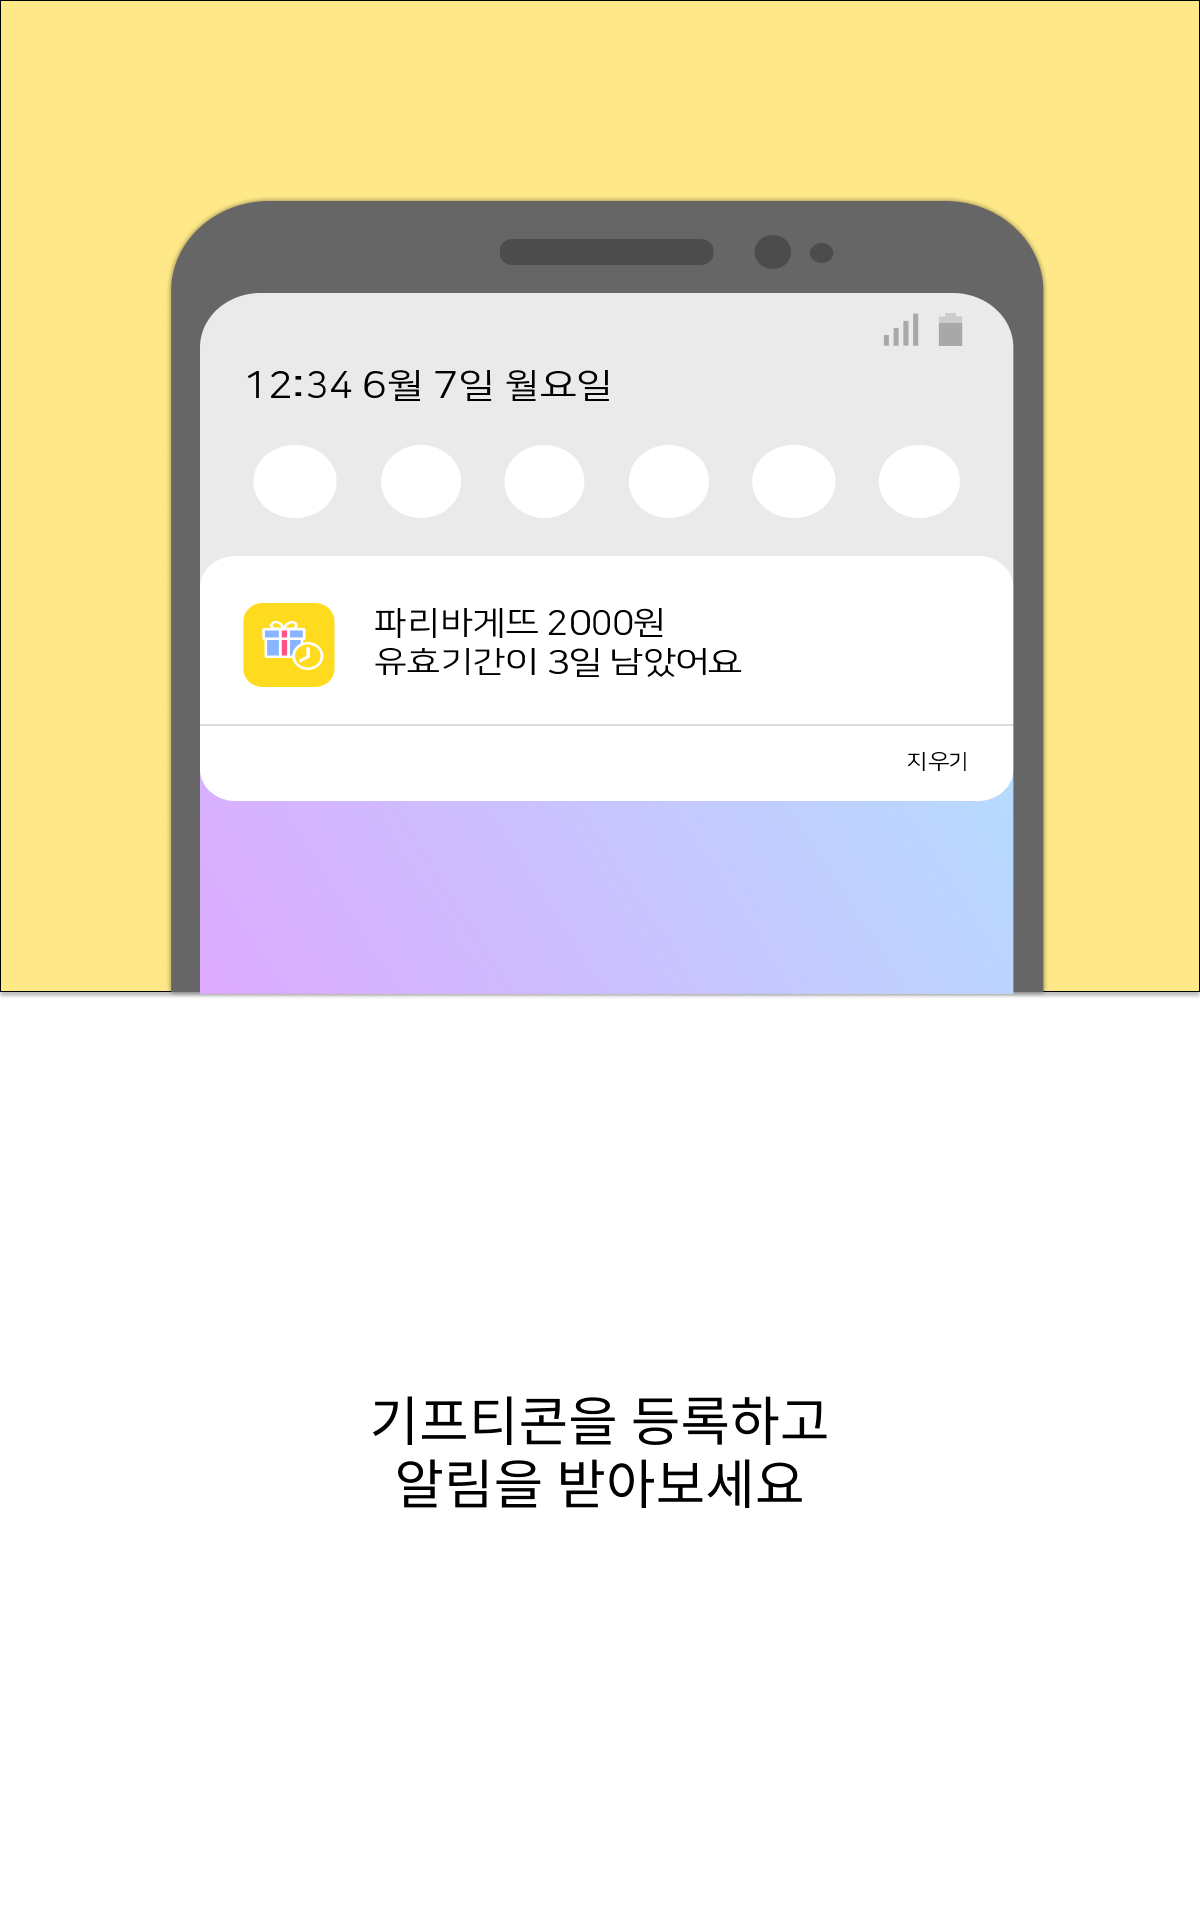 12:34 6월 7일 월요일
파리바게뜨 2000원
유효기간이 3일 남았어요
지우기
기프티콘을 등록하고
알림을 받아보세요